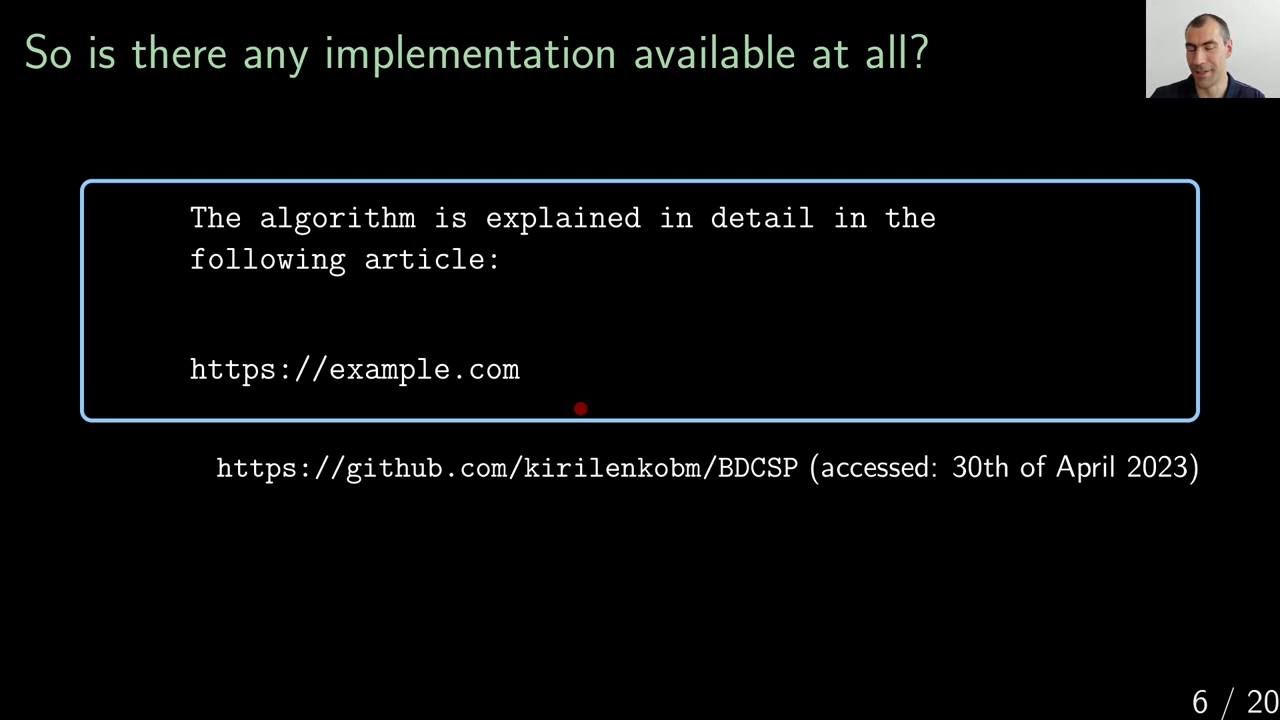 So is there any implementation available at all?
The algorithm is explained in detail in the
following article:
https://example.com
https://github.com/kirilenkobm/BDCSP (accessed: 30th of April 2023)
6 / 20